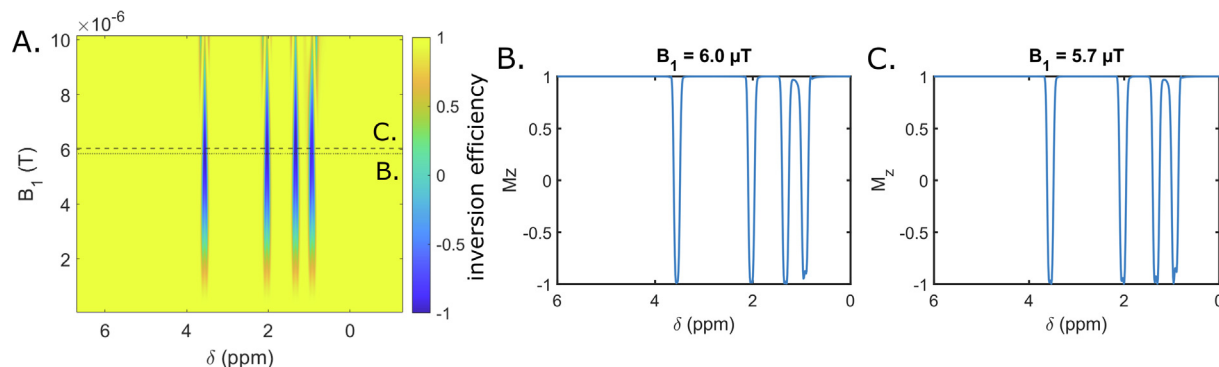 A.
×10⁻⁶
10
8
6
4
2
B₁ (T)
C.
B.
6 4 2 0
δ (ppm)
1
0.5
0
-0.5
-1
inversion efficiency
B.
B₁ = 6.0 µT
1
0.5
0
-0.5
-1
Mz
6 4 2 0
δ (ppm)
C.
B₁ = 5.7 µT
1
0.5
0
-0.5
-1
M_z
6 4 2 0
δ (ppm)